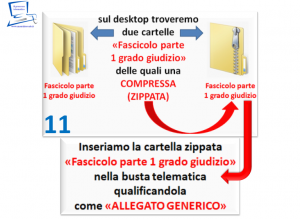 sul desktop troveremo
due cartelle
«Fascicolo parte
1 grado giudizio»
delle quali una
COMPRESSA
(ZIPPATA)
Fascicolo parte
1 grado giudizio
Fascicolo parte
1 grado giudizio
11
Inseriamo la cartella zippata
«Fascicolo parte 1 grado giudizio»
nella busta telematica
qualificandola
come «ALLEGATO GENERICO»